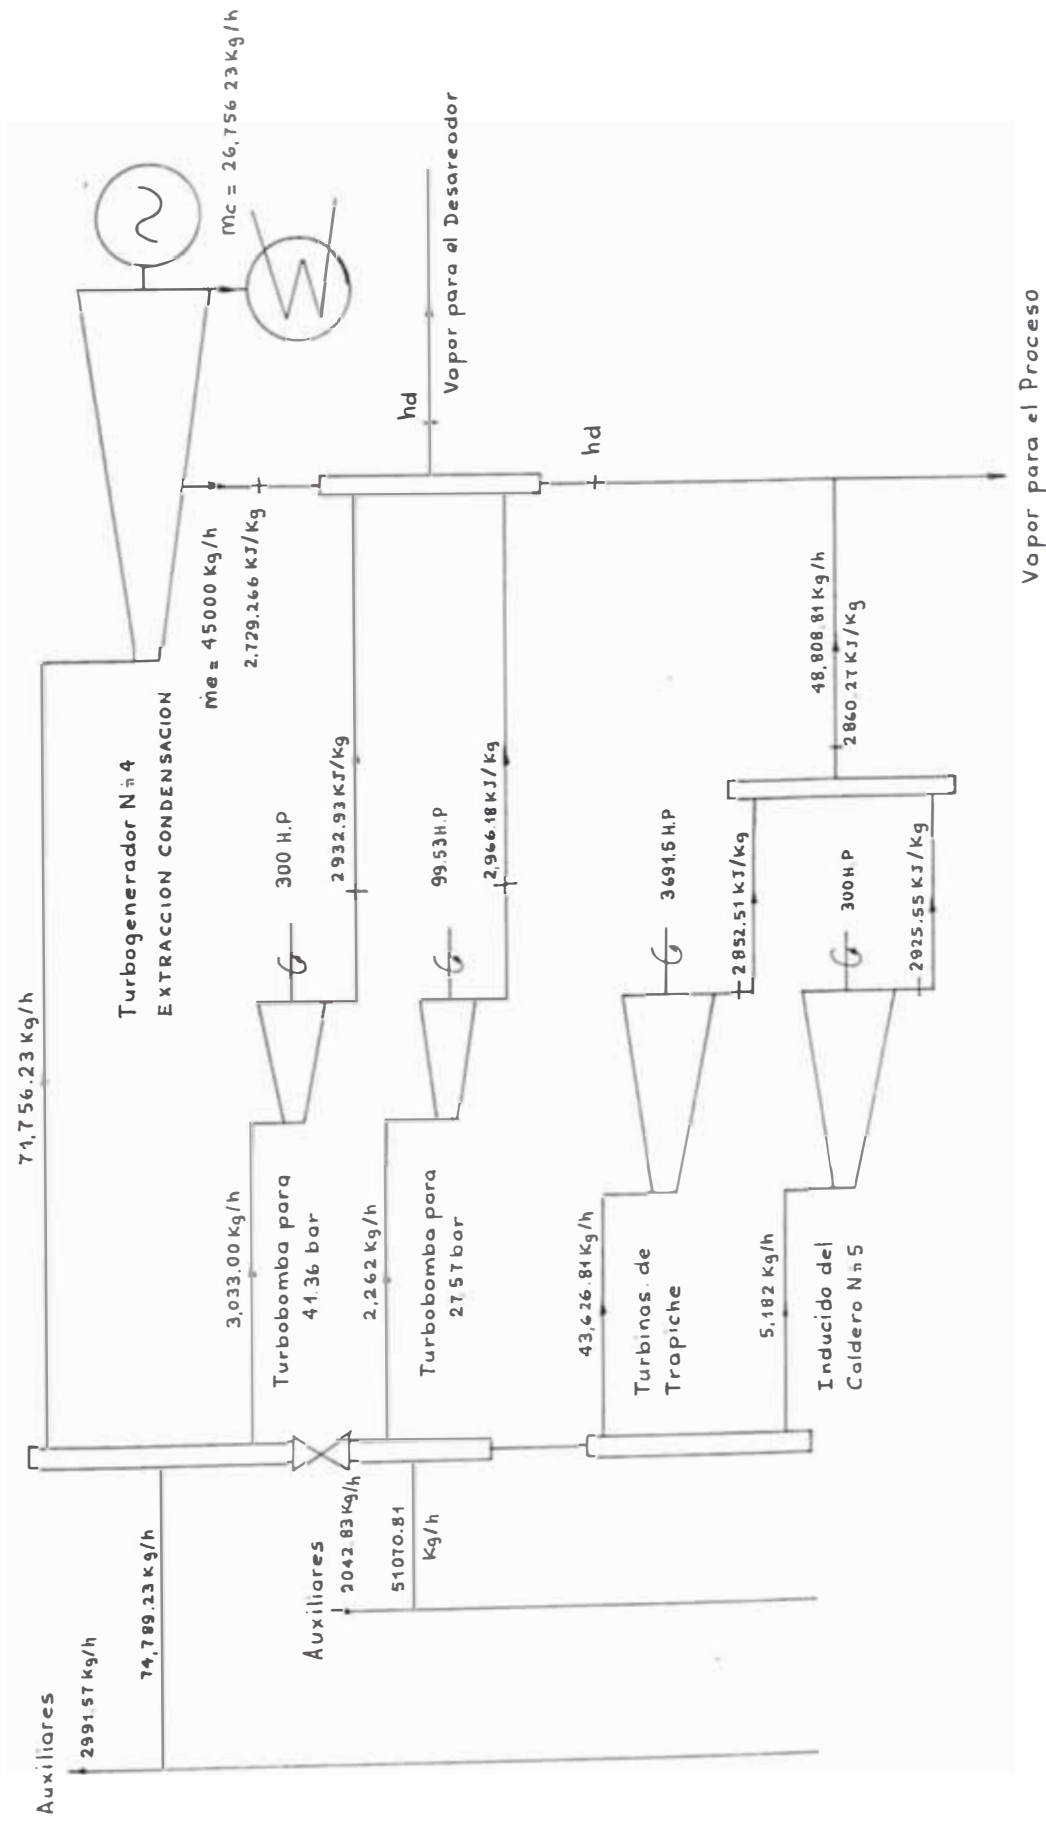 Auxiliares
2991.57 Kg/h
74,789.23 Kg/h
71,756.23 Kg/h
Turbogenerador Nº4
EXTRACCION CONDENSACION
ṁe = 45000 Kg/h
2,729.266 KJ/Kg
mc = 26,756 23 Kg/h
3,033.00 Kg/h
Turbobomba para
41.36 bar
300 H.P
2932.93 KJ/Kg
Auxiliares
2042.83 Kg/h
51070.81
Kg/h
2,262 Kg/h
Turbobomba para
27.57 bar
99.53 H.P
2,966.18 KJ/Kg
hd
Vapor para el Desareador
hd
43,626.81 Kg/h
Turbinas de
Trapiche
3691.5 H.P
2852.51 KJ/Kg
5,182 Kg/h
Inducido del
Caldero Nº5
300 H.P
2925.55 KJ/Kg
48,808.81 Kg/h
2860.27 KJ/Kg
Vapor para el Proceso